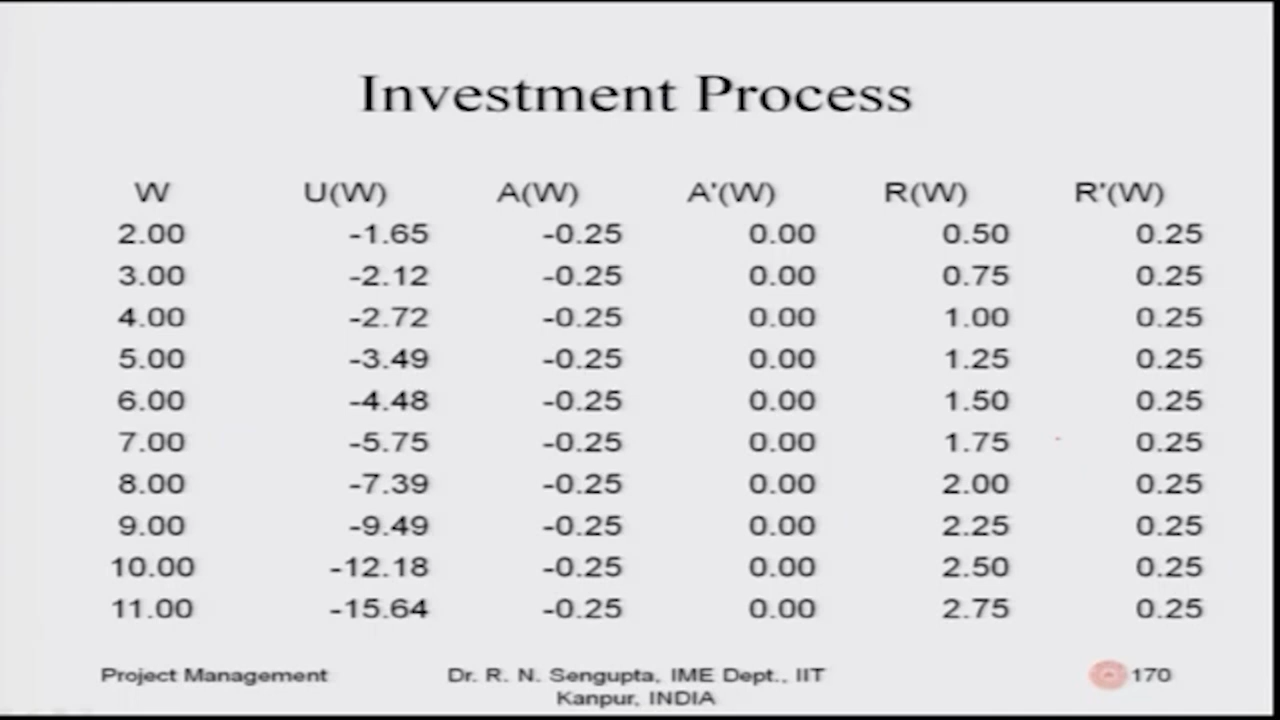 Investment Process
W U(W) A(W) A'(W) R(W) R'(W)
2.00 -1.65 -0.25 0.00 0.50 0.25
3.00 -2.12 -0.25 0.00 0.75 0.25
4.00 -2.72 -0.25 0.00 1.00 0.25
5.00 -3.49 -0.25 0.00 1.25 0.25
6.00 -4.48 -0.25 0.00 1.50 0.25
7.00 -5.75 -0.25 0.00 1.75 0.25
8.00 -7.39 -0.25 0.00 2.00 0.25
9.00 -9.49 -0.25 0.00 2.25 0.25
10.00 -12.18 -0.25 0.00 2.50 0.25
11.00 -15.64 -0.25 0.00 2.75 0.25
Project Management Dr. R. N. Sengupta, IME Dept., IIT 170
Kanpur, INDIA